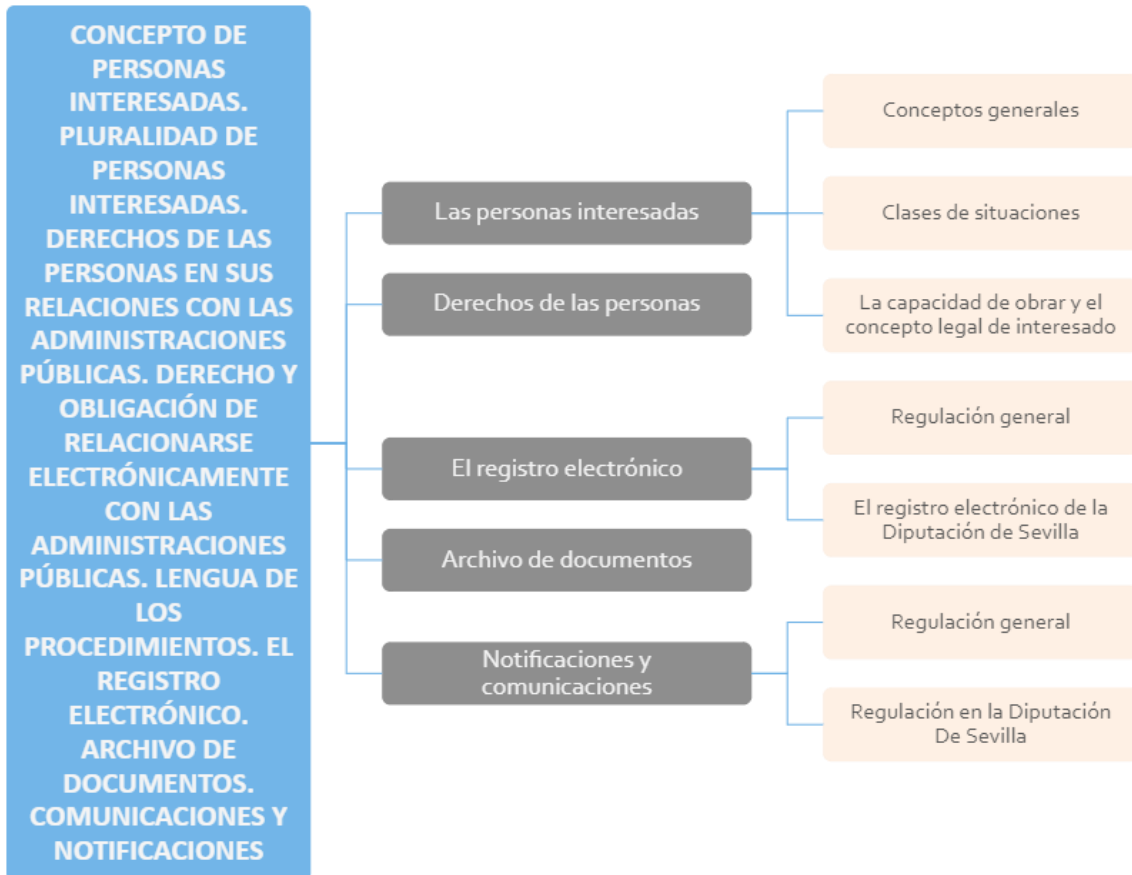 CONCEPTO DE
PERSONAS
INTERESADAS.
PLURALIDAD DE
PERSONAS
INTERESADAS.
DERECHOS DE LAS
PERSONAS EN SUS
RELACIONES CON LAS
ADMINISTRACIONES
PÚBLICAS. DERECHO Y
OBLIGACIÓN DE
RELACIONARSE
ELECTRÓNICAMENTE
CON LAS
ADMINISTRACIONES
PÚBLICAS. LENGUA DE
LOS
PROCEDIMIENTOS. EL
REGISTRO
ELECTRÓNICO.
ARCHIVO DE
DOCUMENTOS.
COMUNICACIONES Y
NOTIFICACIONES
Las personas interesadas
Conceptos generales
Clases de situaciones
La capacidad de obrar y el
concepto legal de interesado
Derechos de las personas
El registro electrónico
Regulación general
El registro electrónico de la
Diputación de Sevilla
Archivo de documentos
Notificaciones y
comunicaciones
Regulación general
Regulación en la Diputación
De Sevilla